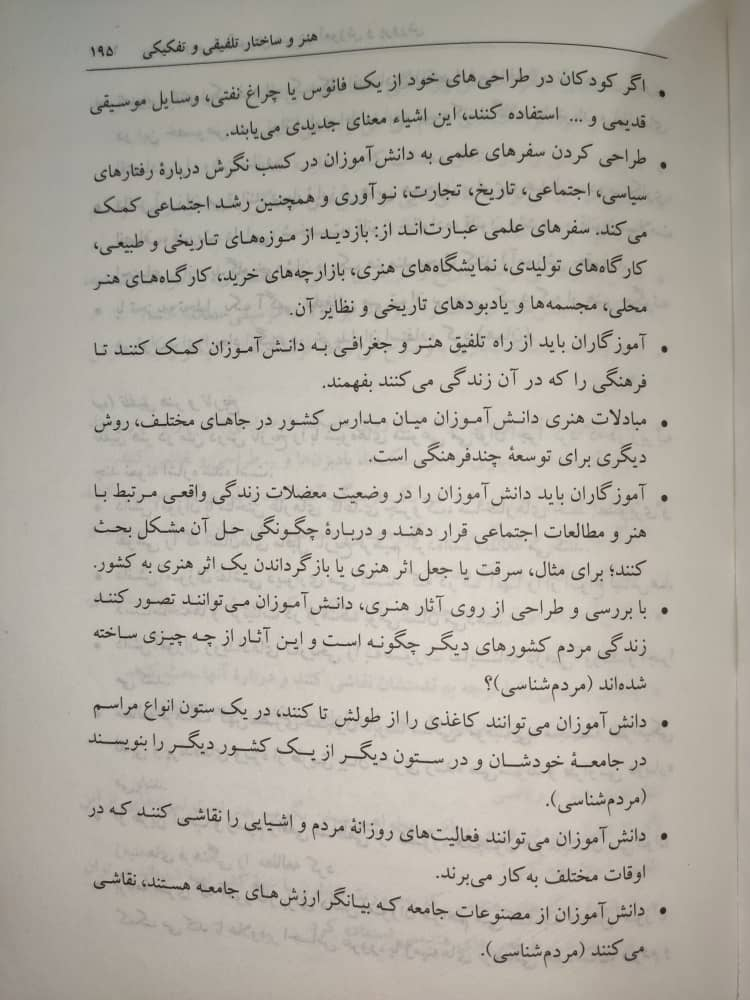 هنر و ساختار تلفیقی و تفکیکی ۱۹۵
• اگر کودکان در طراحی‌های خود از یک فانوس یا چراغ نفتی، وسایل موسیقی
قدیمی و ... استفاده کنند، این اشیاء معنای جدیدی می‌یابند.
• طراحی کردن سفرهای علمی به دانش‌آموزان در کسب نگرش دربارهٔ رفتارهای
سیاسی، اجتماعی، تاریخ، تجارت، نوآوری و همچنین رشد اجتماعی کمک
می‌کند. سفرهای علمی عبارت‌اند از: بازدید از موزه‌های تاریخی و طبیعی،
کارگاه‌های تولیدی، نمایشگاه‌های هنری، بازارچه‌های خرید، کارگاه‌های هنر
محلی، مجسمه‌ها و یادبودهای تاریخی و نظایر آن.
• آموزگاران باید از راه تلفیق هنر و جغرافی به دانش‌آموزان کمک کنند تا
فرهنگی را که در آن زندگی می‌کنند بفهمند.
• مبادلات هنری دانش‌آموزان میان مدارس کشور در جاهای مختلف، روش
دیگری برای توسعهٔ چندفرهنگی است.
• آموزگاران باید دانش‌آموزان را در وضعیت معضلات زندگی واقعی مرتبط با
هنر و مطالعات اجتماعی قرار دهند و دربارهٔ چگونگی حل آن مشکل بحث
کنند؛ برای مثال، سرقت یا جعل اثر هنری یا بازگرداندن یک اثر هنری به کشور.
• با بررسی و طراحی از روی آثار هنری، دانش‌آموزان می‌توانند تصور کنند
زندگی مردم کشورهای دیگر چگونه است و این آثار از چه چیزی ساخته
شده‌اند (مردم‌شناسی)؟
• دانش‌آموزان می‌توانند کاغذی را از طولش تا کنند، در یک ستون انواع مراسم
در جامعهٔ خودشان و در ستون دیگر از یک کشور دیگر را بنویسند
(مردم‌شناسی).
• دانش‌آموزان می‌توانند فعالیت‌های روزانهٔ مردم و اشیایی را نقاشی کنند که در
اوقات مختلف به‌کار می‌برند.
• دانش‌آموزان از مصنوعات جامعه که بیانگر ارزش‌های جامعه هستند، نقاشی
می‌کنند (مردم‌شناسی).